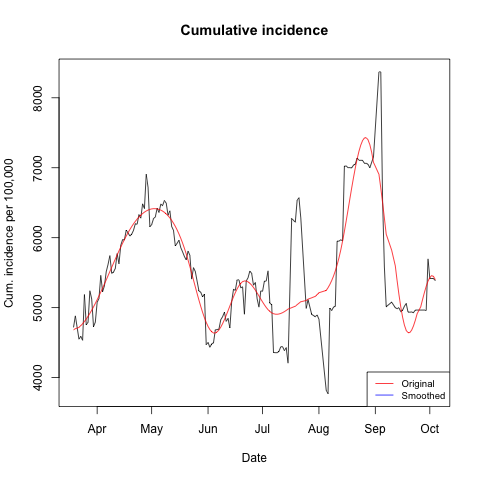 Cumulative incidence
Cum. incidence per 100,000
8000
7000
6000
5000
4000
Apr May Jun Jul Aug Sep Oct
Date
Original
Smoothed